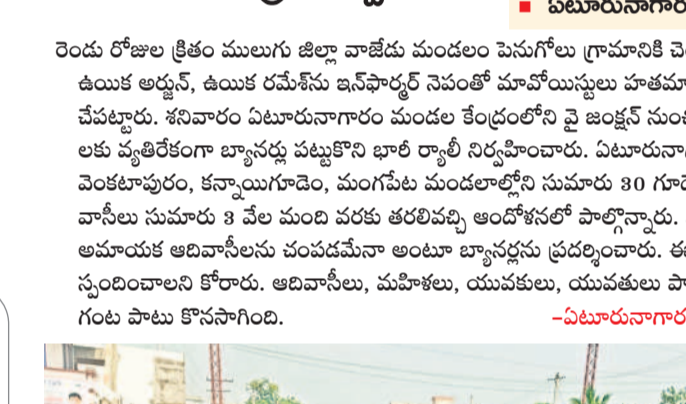 ■ ఏటూరునాగార
రెండు రోజుల క్రితం ములుగు జిల్లా వాజేడు మండలం పెనుగోలు గ్రామానికి చె
ఉయిక అర్జున్, ఉయిక రమేశ్‌ను ఇన్‌ఫార్మర్ నెపంతో మావోయిస్టులు హతమా
చేపట్టారు. శనివారం ఏటూరునాగారం మండల కేంద్రంలోని వై జంక్షన్ నుంచ
లకు వ్యతిరేకంగా బ్యానర్లు పట్టుకొని భారీ ర్యాలీ నిర్వహించారు. ఏటూరునా
వెంకటాపురం, కన్నాయిగూడెం, మంగపేట మండలాల్లోని సుమారు 30 గూడె
వాసీలు సుమారు 3 వేల మంది వరకు తరలివచ్చి ఆందోళనలో పాల్గొన్నారు.
అమాయక ఆదివాసీలను చంపడమేనా అంటూ బ్యానర్లను ప్రదర్శించారు. ఈ
స్పందించాలని కోరారు. ఆదివాసీలు, మహిళలు, యువకులు, యువతులు పా
గంట పాటు కొనసాగింది. –ఏటూరునాగార